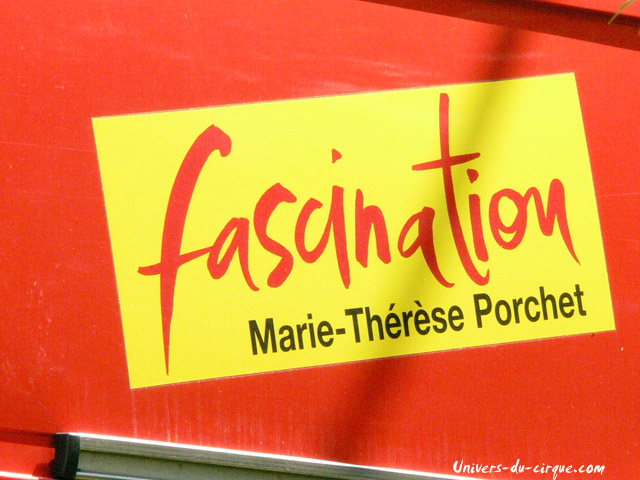 fascination
Marie-Thérèse Porchet
Univers-du-cirque.com